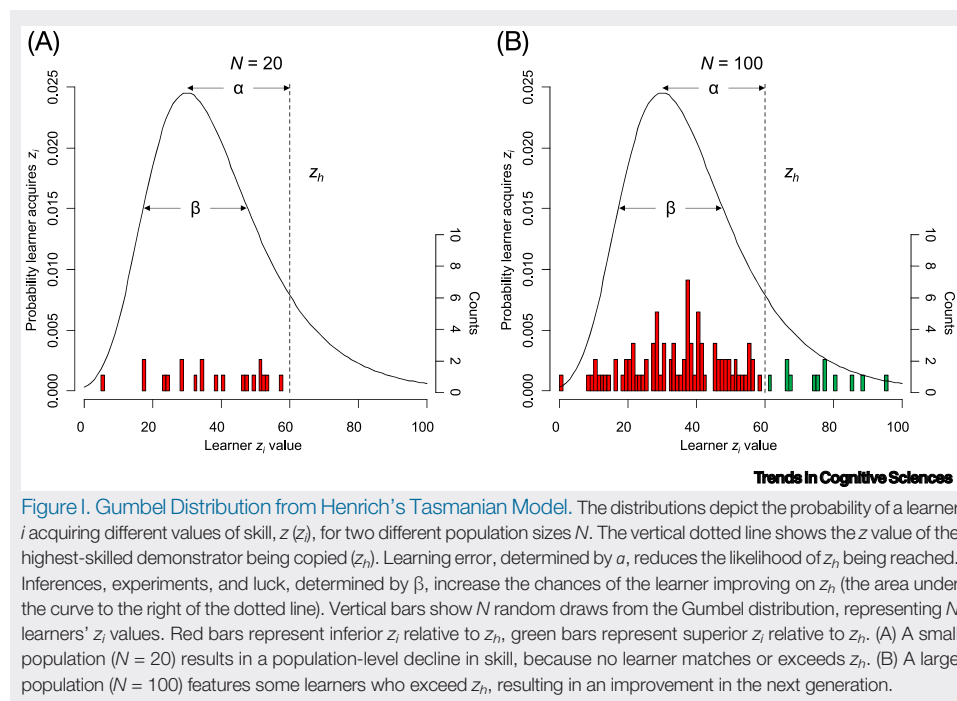 (A)
(B)
N = 20
N = 100
α
α
z_h
z_h
β
β
Probability learner acquires z_i
0.000 0.005 0.010 0.015 0.020 0.025
0 2 4 6 8 10
Counts
0 20 40 60 80 100
Learner z_i value
Probability learner acquires z_i
0.000 0.005 0.010 0.015 0.020 0.025
0 2 4 6 8 10
Counts
0 20 40 60 80 100
Learner z_i value
Trends in Cognitive Sciences
Figure I. Gumbel Distribution from Henrich's Tasmanian Model. The distributions depict the probability of a learner
i acquiring different values of skill, z (z_i), for two different population sizes N. The vertical dotted line shows the z value of the
highest-skilled demonstrator being copied (z_h). Learning error, determined by α, reduces the likelihood of z_h being reached.
Inferences, experiments, and luck, determined by β, increase the chances of the learner improving on z_h (the area under
the curve to the right of the dotted line). Vertical bars show N random draws from the Gumbel distribution, representing N
learners' z_i values. Red bars represent inferior z_i relative to z_h, green bars represent superior z_i relative to z_h. (A) A small
population (N = 20) results in a population-level decline in skill, because no learner matches or exceeds z_h. (B) A large
population (N = 100) features some learners who exceed z_h, resulting in an improvement in the next generation.